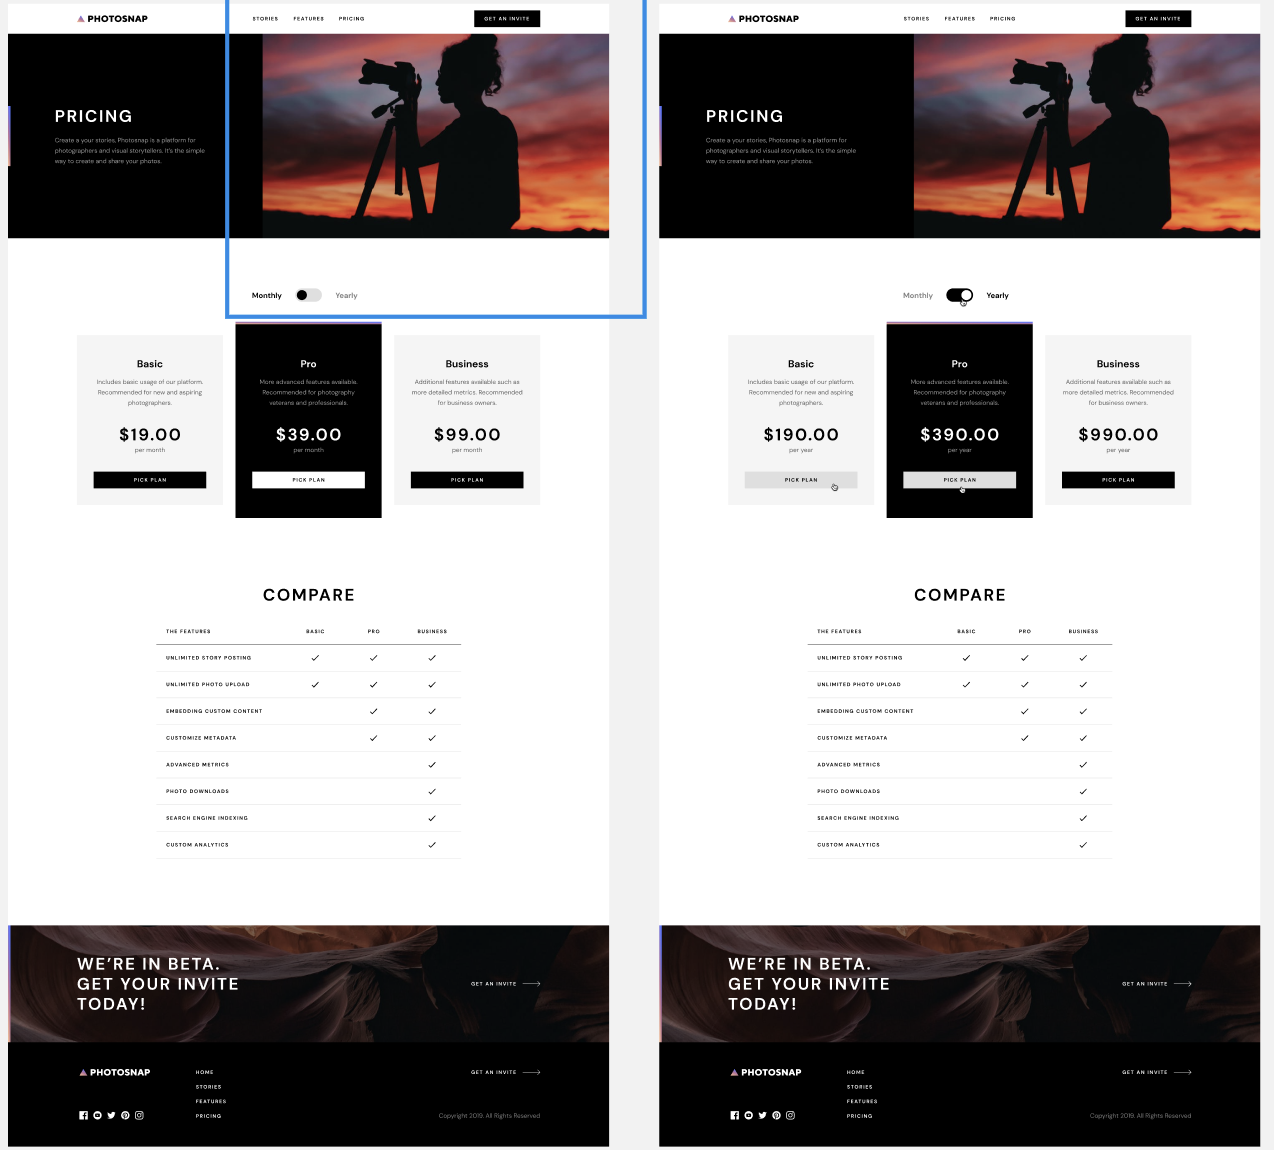 PHOTOSNAP
STORIES FEATURES PRICING
GET AN INVITE
PRICING
Create a your stories, Photosnap is a platform for
photographers and visual storytellers. It's the simple
way to create and share your photos.
Monthly Yearly
Basic
Includes basic usage of our platform.
Recommended for new and aspiring
photographers.
$19.00
per month
PICK PLAN
Pro
More advanced features available.
Recommended for photography
veterans and professionals.
$39.00
per month
PICK PLAN
Business
Additional features available such as
more detailed metrics. Recommended
for business owners.
$99.00
per month
PICK PLAN
COMPARE
THE FEATURES BASIC PRO BUSINESS
UNLIMITED STORY POSTING
UNLIMITED PHOTO UPLOAD
EMBEDDING CUSTOM CONTENT
CUSTOMIZE METADATA
ADVANCED METRICS
PHOTO DOWNLOADS
SEARCH ENGINE INDEXING
CUSTOM ANALYTICS
WE'RE IN BETA.
GET YOUR INVITE
TODAY!
GET AN INVITE
PHOTOSNAP
HOME
STORIES
FEATURES
PRICING
GET AN INVITE
Copyright 2019. All Rights Reserved
PHOTOSNAP
STORIES FEATURES PRICING
GET AN INVITE
PRICING
Create a your stories, Photosnap is a platform for
photographers and visual storytellers. It's the simple
way to create and share your photos.
Monthly Yearly
Basic
Includes basic usage of our platform.
Recommended for new and aspiring
photographers.
$190.00
per year
PICK PLAN
Pro
More advanced features available.
Recommended for photography
veterans and professionals.
$390.00
per year
PICK PLAN
Business
Additional features available such as
more detailed metrics. Recommended
for business owners.
$990.00
per year
PICK PLAN
COMPARE
THE FEATURES BASIC PRO BUSINESS
UNLIMITED STORY POSTING
UNLIMITED PHOTO UPLOAD
EMBEDDING CUSTOM CONTENT
CUSTOMIZE METADATA
ADVANCED METRICS
PHOTO DOWNLOADS
SEARCH ENGINE INDEXING
CUSTOM ANALYTICS
WE'RE IN BETA.
GET YOUR INVITE
TODAY!
GET AN INVITE
PHOTOSNAP
HOME
STORIES
FEATURES
PRICING
GET AN INVITE
Copyright 2019. All Rights Reserved